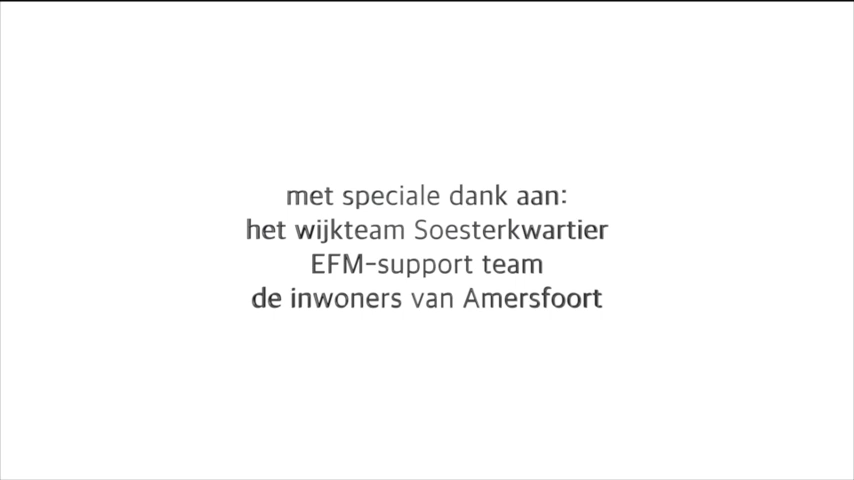 met speciale dank aan:
het wijkteam Soesterkwartier
EFM-support team
de inwoners van Amersfoort